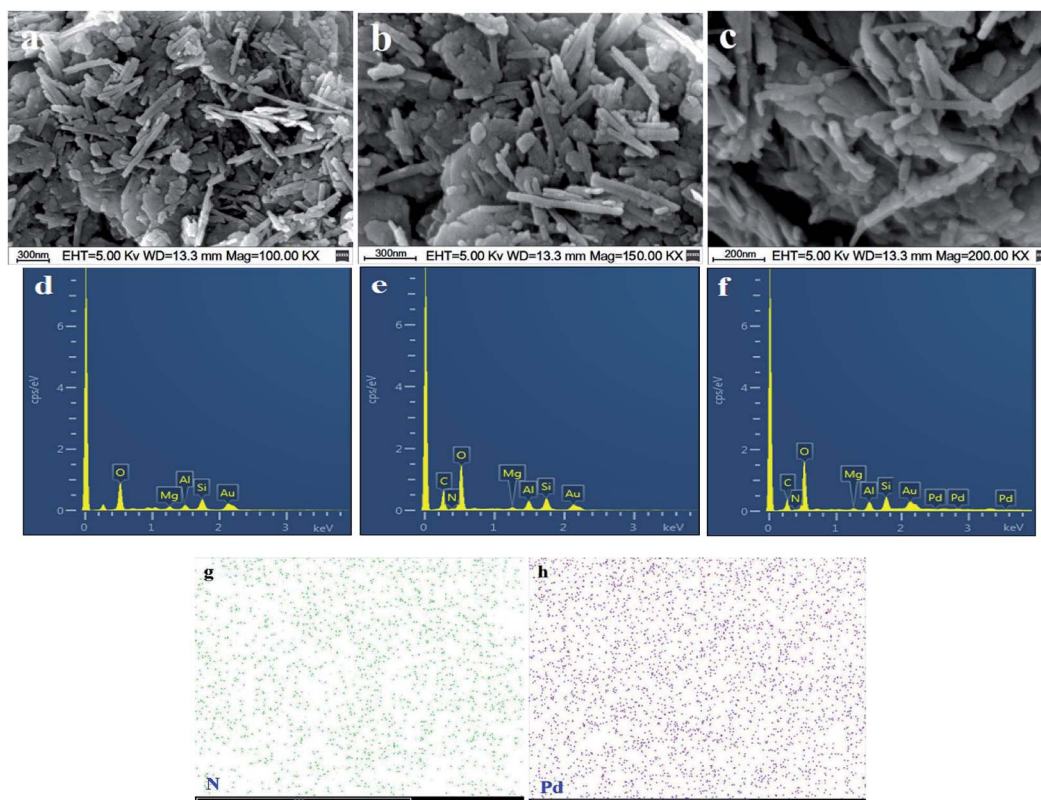 a
300nm EHT=5.00 Kv WD=13.3 mm Mag=100.00 KX
b
300nm EHT=5.00 Kv WD=13.3 mm Mag=150.00 KX
c
200nm EHT=5.00 Kv WD=13.3 mm Mag=200.00 KX
d
cps/eV
6
4
2
0
O
Mg
Al
Si
Au
0 1 2 3 keV
e
cps/eV
6
4
2
0
C
N
O
Mg
Al
Si
Au
0 1 2 3 keV
f
cps/eV
6
4
2
0
C
N
O
Mg
Al
Si
Au
Pd
Pd
Pd
0 1 2 3 keV
g
N
h
Pd